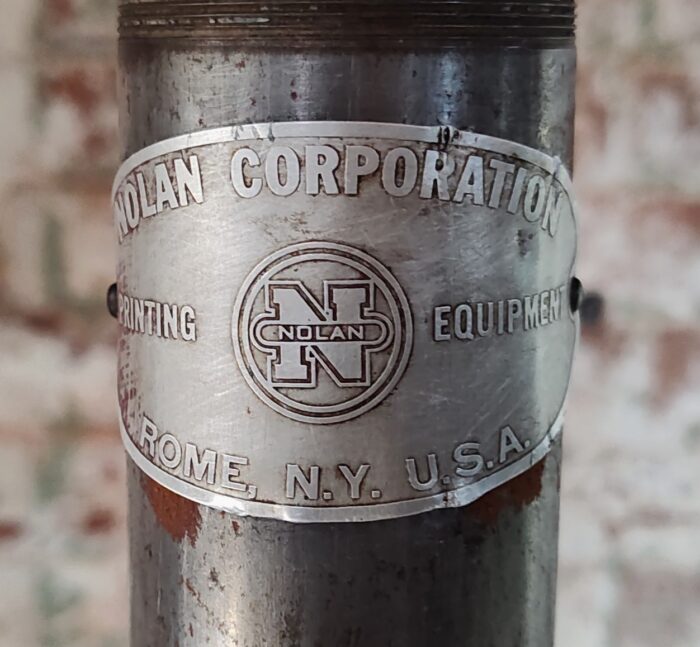 NOLAN CORPORATION
PRINTING N EQUIPMENT
NOLAN
ROME, N.Y. U.S.A.